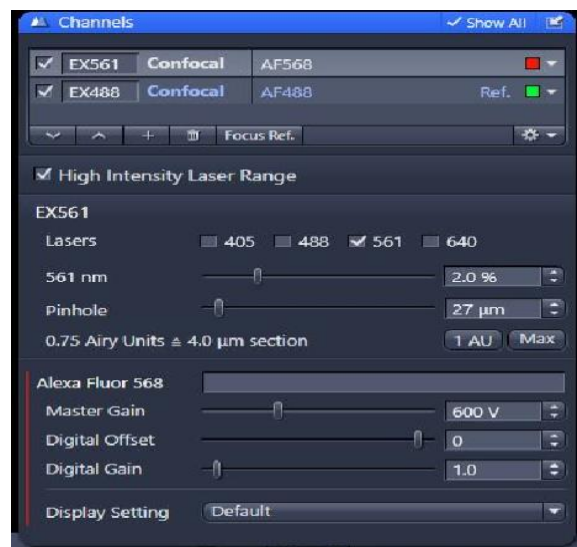 Channels Show All
EX561 Confocal AF568
EX488 Confocal AF488 Ref.
Focus Ref.
High Intensity Laser Range
EX561
Lasers 405 488 561 640
561 nm 2.0 %
Pinhole 27 µm
0.75 Airy Units ≙ 4.0 µm section 1 AU Max
Alexa Fluor 568
Master Gain 600 V
Digital Offset 0
Digital Gain 1.0
Display Setting Default